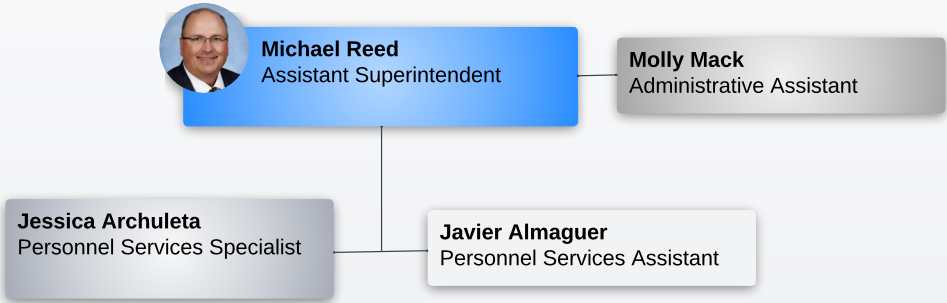 Michael Reed
Assistant Superintendent
Molly Mack
Administrative Assistant
Jessica Archuleta
Personnel Services Specialist
Javier Almaguer
Personnel Services Assistant